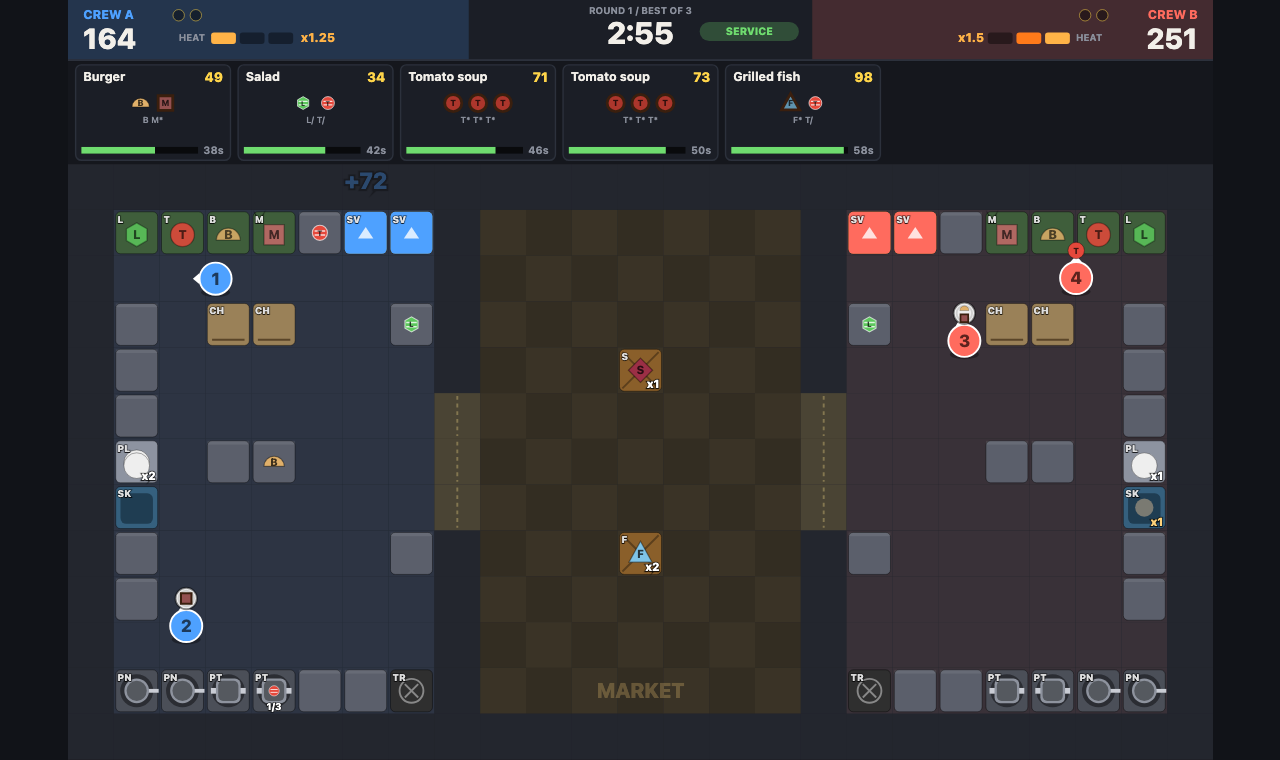 CREW A
164
HEAT
x1.25
ROUND 1 / BEST OF 3
2:55
SERVICE
x1.5
HEAT
CREW B
251
Burger 49
B M
B M*
38s
Salad 34
L T
L/ T/
42s
Tomato soup 71
T T T
T* T* T*
46s
Tomato soup 73
T T T
T* T* T*
50s
Grilled fish 98
F T
F* T/
58s
+72
L L
T T
B B
M M
T
SV
SV
SV
SV
M M
B B
T T
L L
1
T
4
CH
CH
L
L
3
CH
CH
S S
x1
PL
x2
B
PL
x1
SK
SK
x1
F F
x2
2
PN
PN
PT
PT
1/3
TR
MARKET
TR
PT
PT
PN
PN